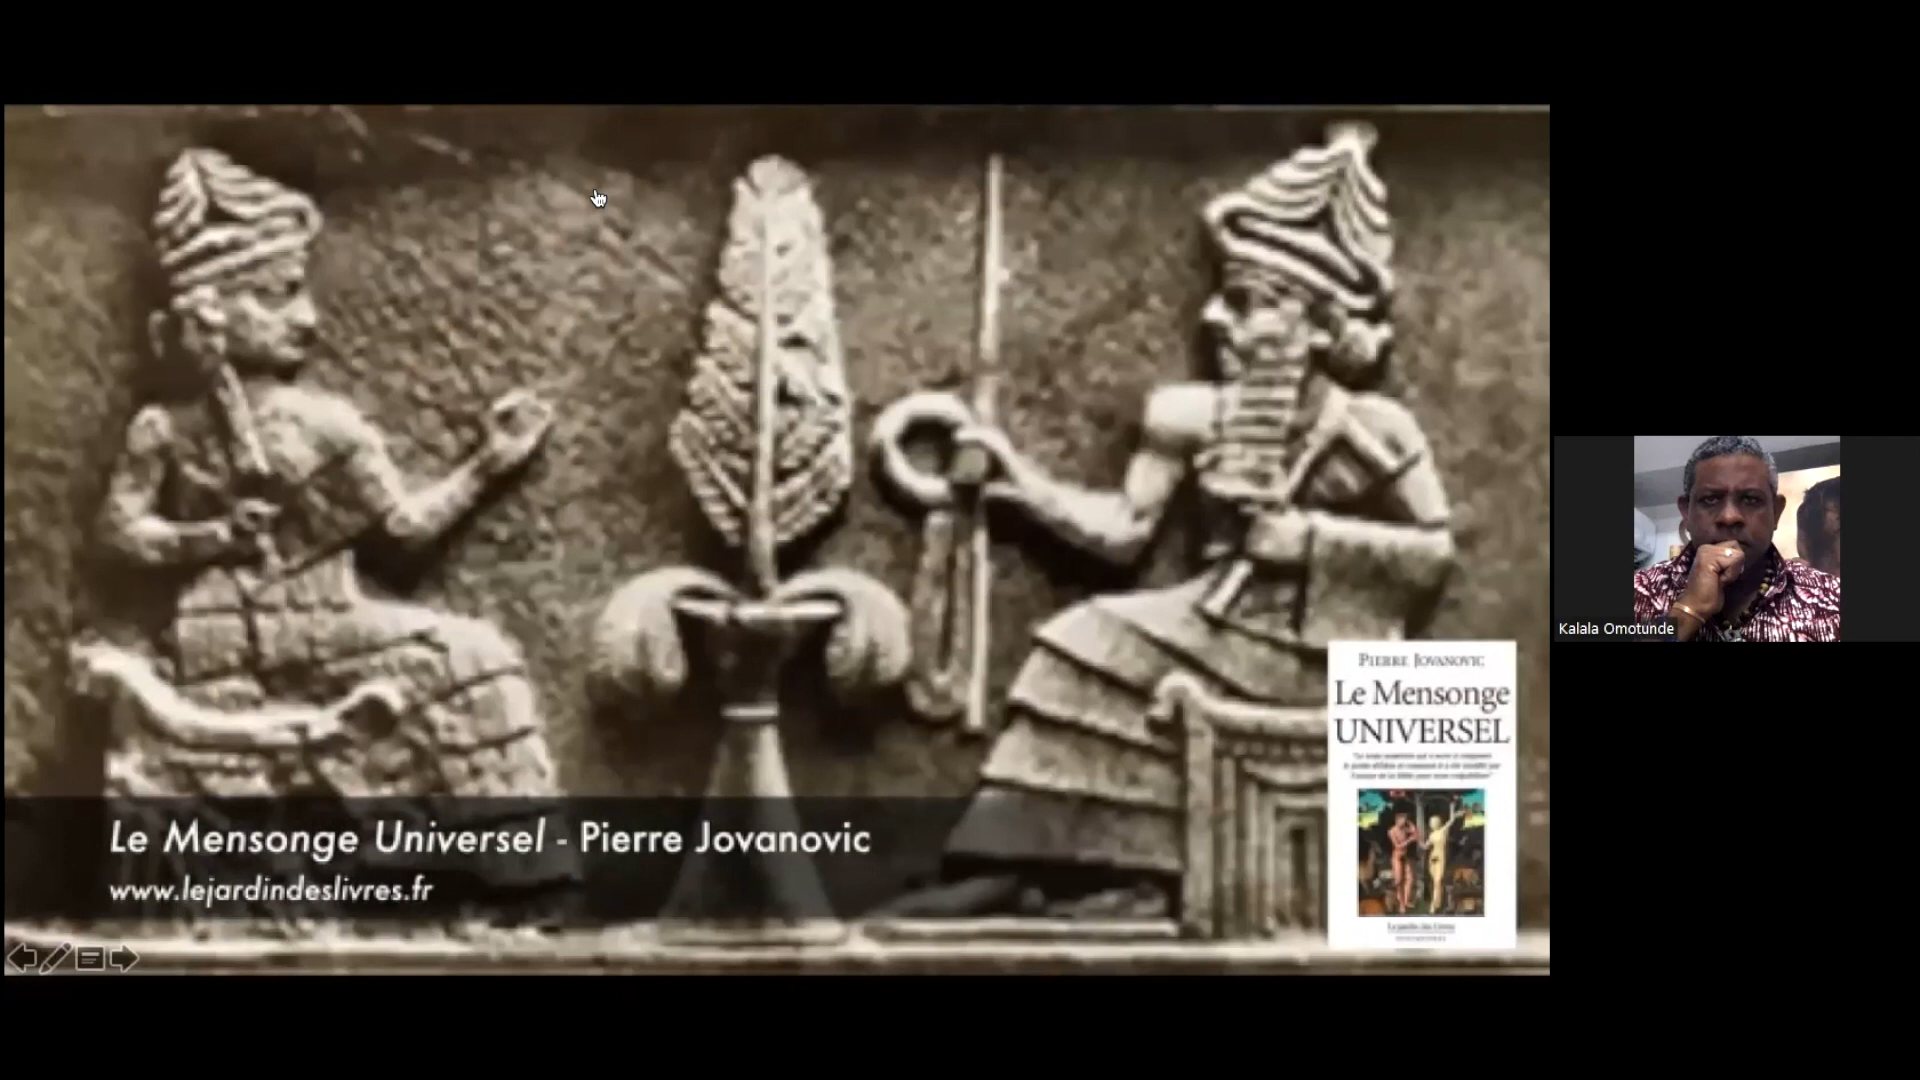 Le Mensonge Universel - Pierre Jovanovic
www.lejardindeslivres.fr
PIERRE JOVANOVIC
Le Mensonge
UNIVERSEL
Kalala Omotunde